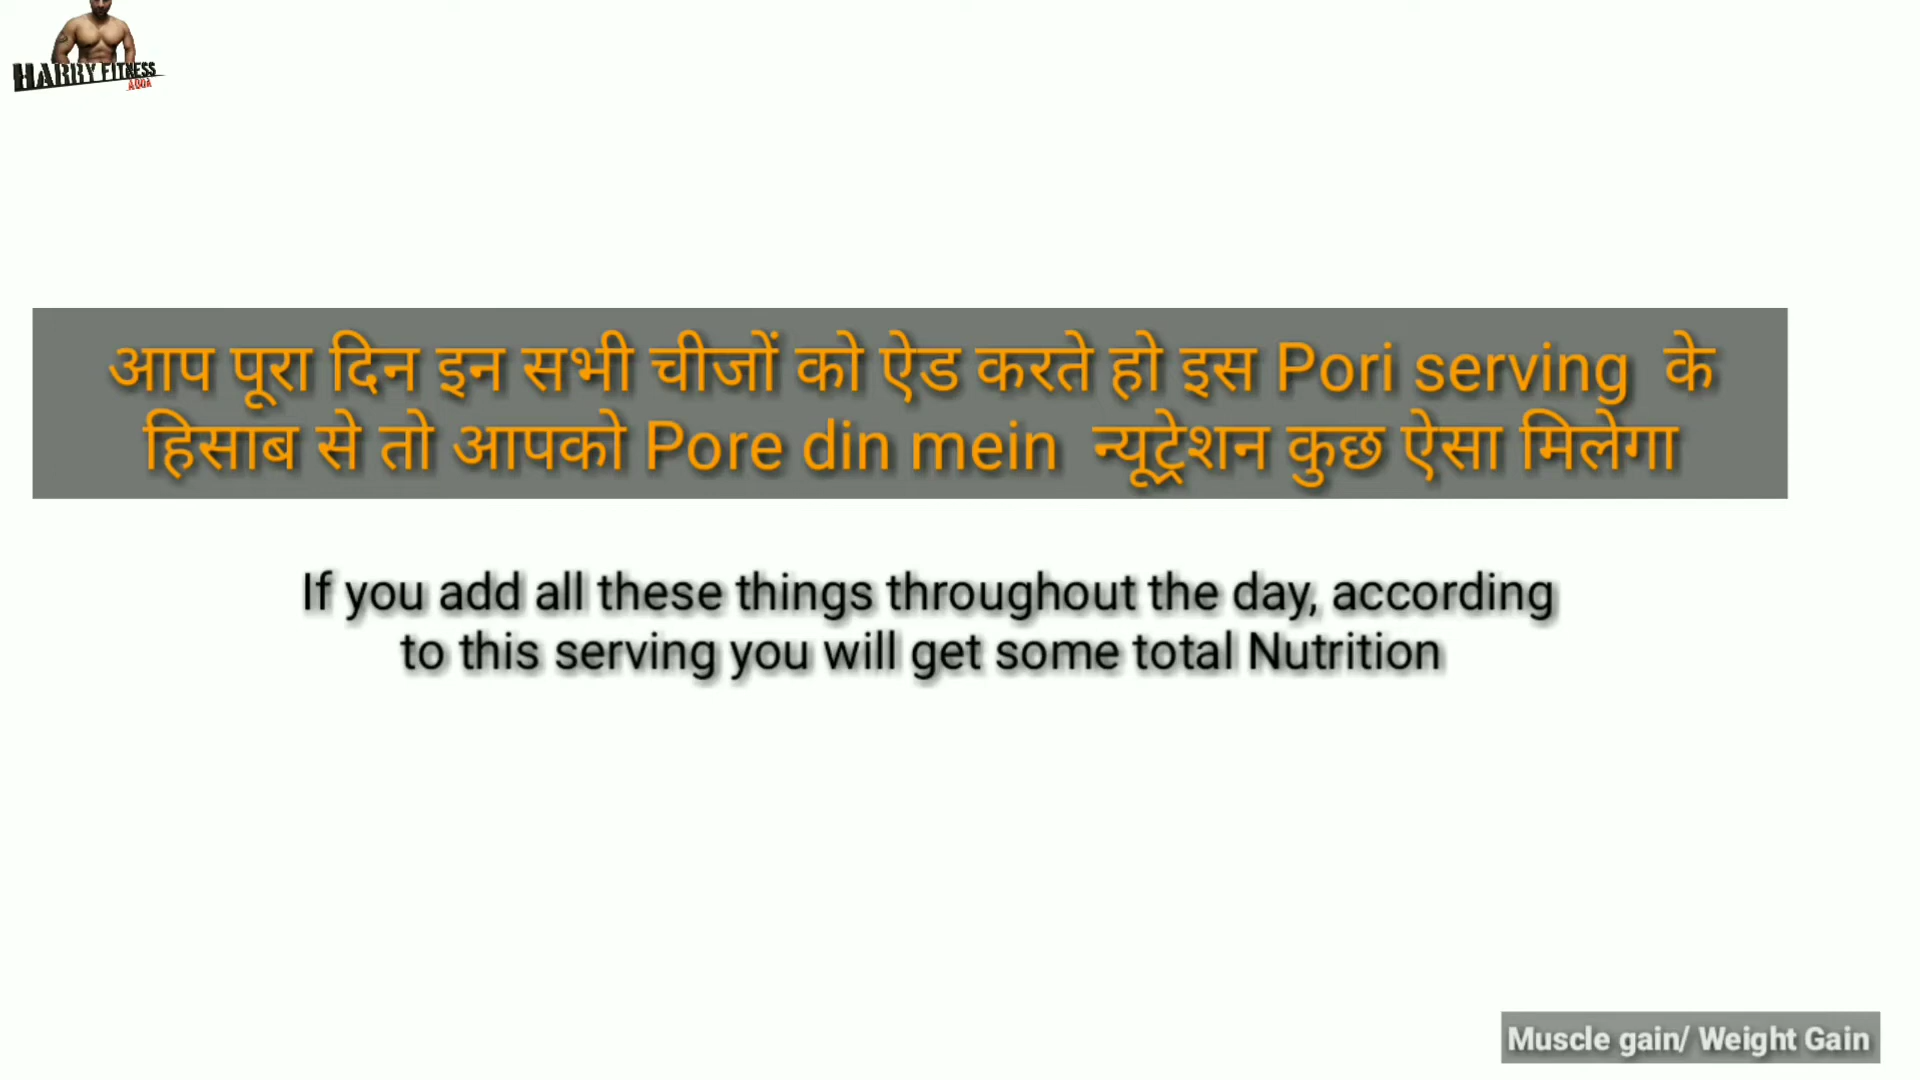 HARRY FITNESS
ADDA
आप पूरा दिन इन सभी चीजों को ऐड करते हो इस Pori serving के
हिसाब से तो आपको Pore din mein न्यूट्रेशन कुछ ऐसा मिलेगा
If you add all these things throughout the day, according
to this serving you will get some total Nutrition
Muscle gain/ Weight Gain